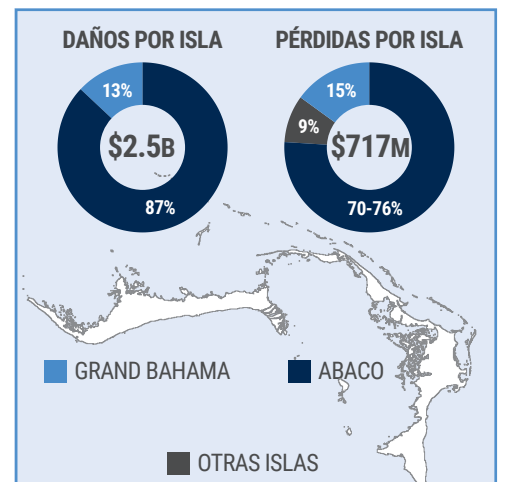 DAÑOS POR ISLA
13%
$2.5B
87%
PÉRDIDAS POR ISLA
15%
9%
$717M
70-76%
GRAND BAHAMA
ABACO
OTRAS ISLAS